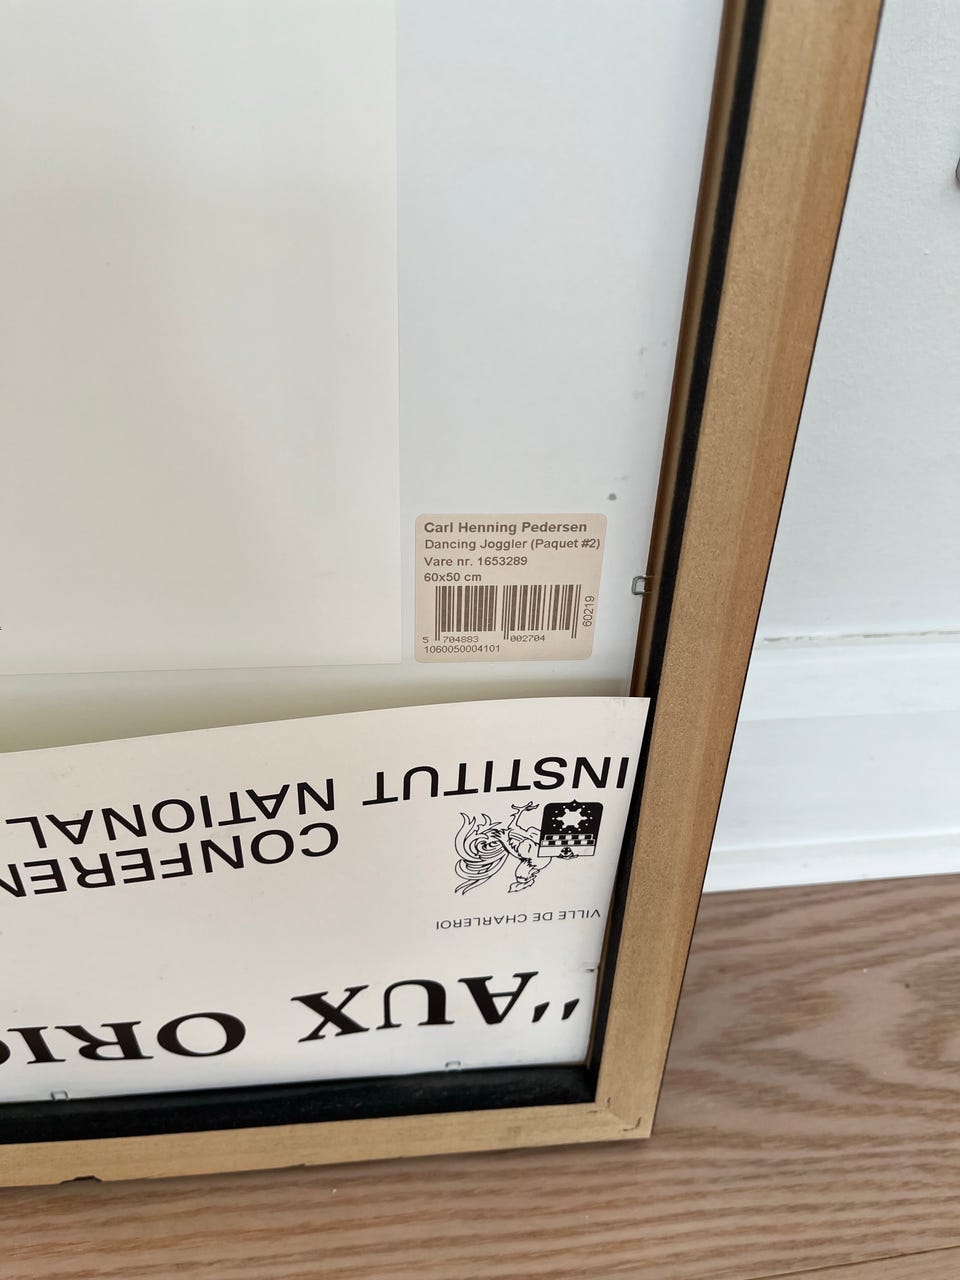 Carl Henning Pedersen
Dancing Joggler (Paquet #2)
Vare nr. 1653289
60x50 cm
60219
5 704883 002704
1060050004101
"AUX ORIG
VILLE DE CHARLEROI
CONFEREN
INSTITUT NATIONAL